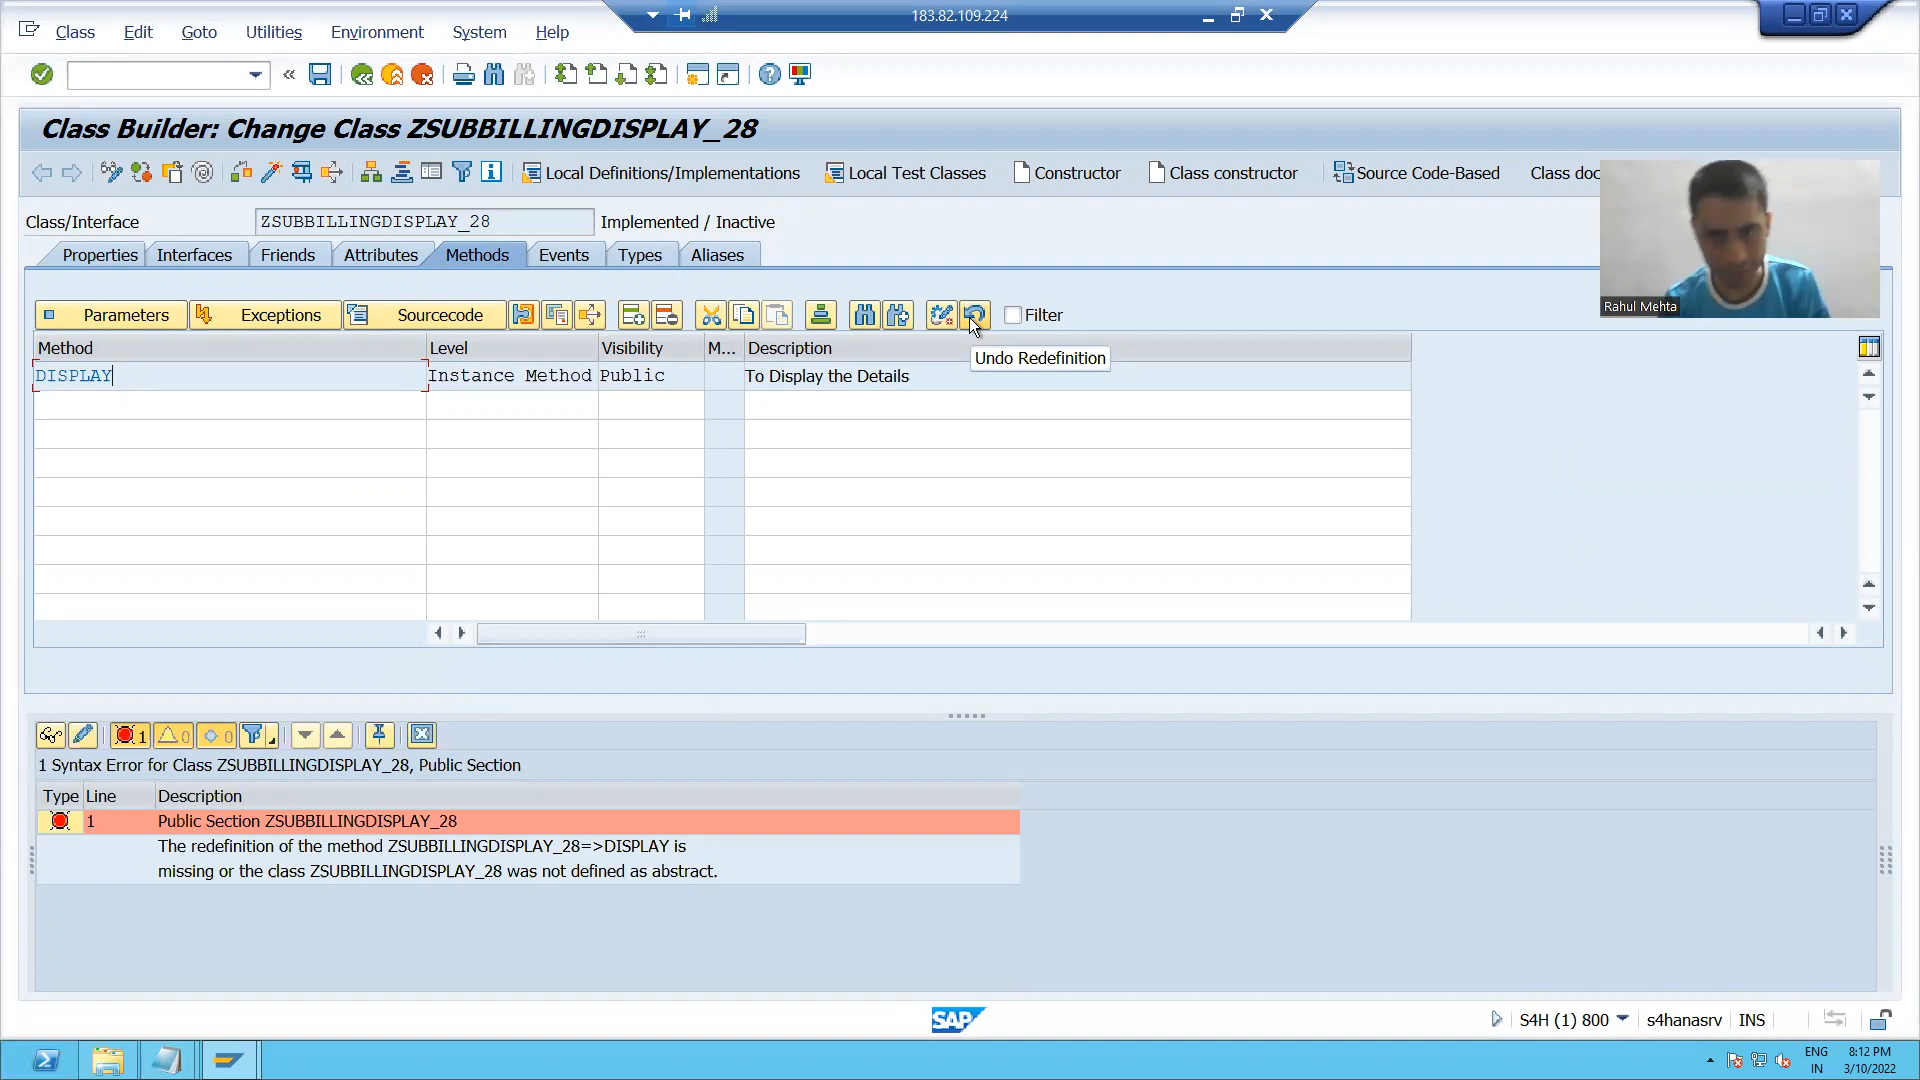 183.82.109.224
Class Edit Goto Utilities Environment System Help
Class Builder: Change Class ZSUBBILLINGDISPLAY_28
Local Definitions/Implementations Local Test Classes Constructor Class constructor Source Code-Based Class doc
Class/Interface ZSUBBILLINGDISPLAY_28 Implemented / Inactive
Properties Interfaces Friends Attributes Methods Events Types Aliases
Rahul Mehta
Parameters Exceptions Sourcecode Filter
Method Level Visibility M... Description
Undo Redefinition
DISPLAY Instance Method Public To Display the Details
1 0 0
1 Syntax Error for Class ZSUBBILLINGDISPLAY_28, Public Section
Type Line Description
1 Public Section ZSUBBILLINGDISPLAY_28
The redefinition of the method ZSUBBILLINGDISPLAY_28=>DISPLAY is
missing or the class ZSUBBILLINGDISPLAY_28 was not defined as abstract.
SAP S4H (1) 800 s4hanasrv INS
ENG 8:12 PM
IN 3/10/2022